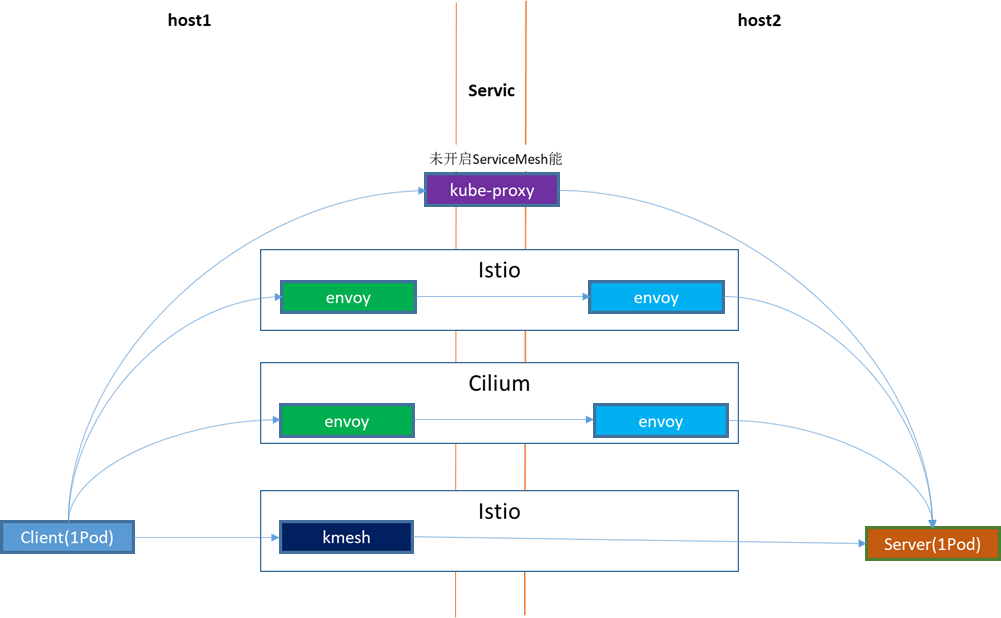 host1
host2
Servic
未开启ServiceMesh能
kube-proxy
Istio
envoy
envoy
Cilium
envoy
envoy
Istio
kmesh
Client(1Pod)
Server(1Pod)